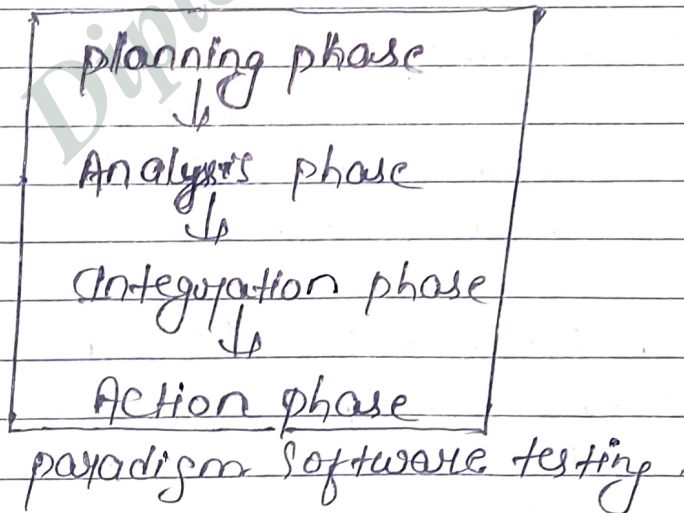 planning phase
↓
Analysis phase
↓
Integration phase
↓
Action phase
paradigm Software testing